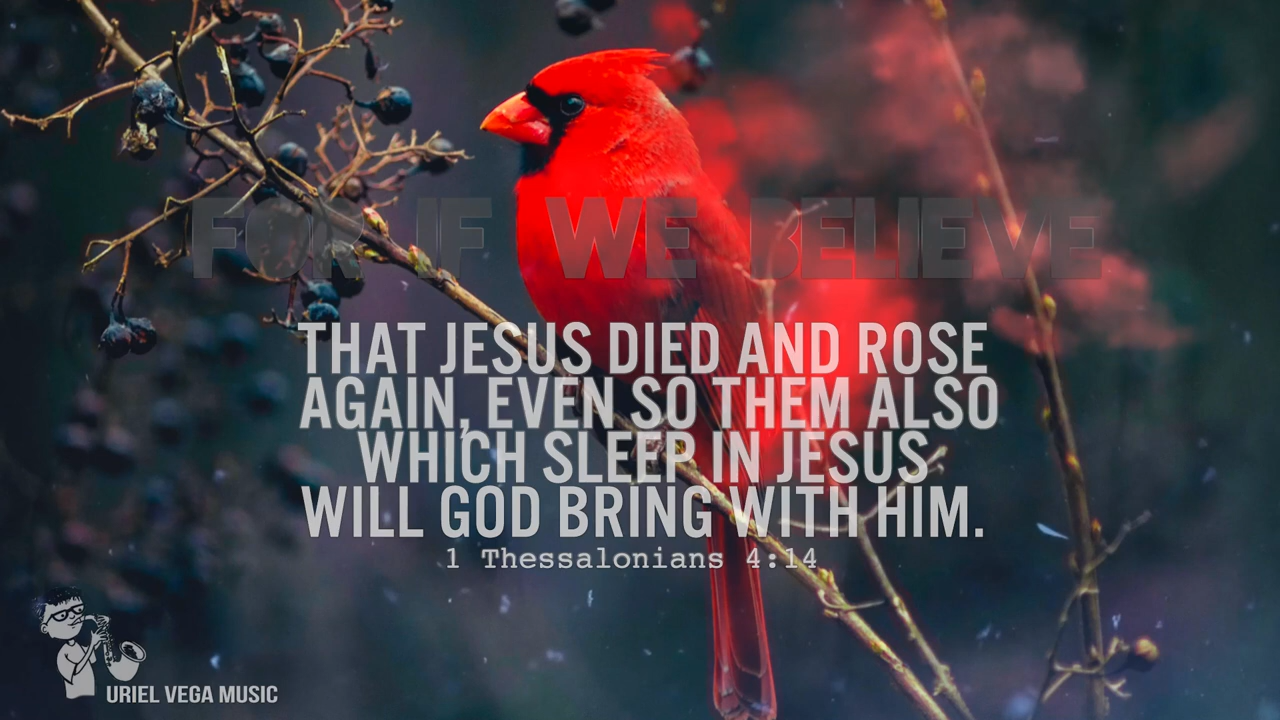 FOR IF WE BELIEVE
THAT JESUS DIED AND ROSE
AGAIN, EVEN SO THEM ALSO
WHICH SLEEP IN JESUS
WILL GOD BRING WITH HIM.
1 Thessalonians 4:14
URIEL VEGA MUSIC